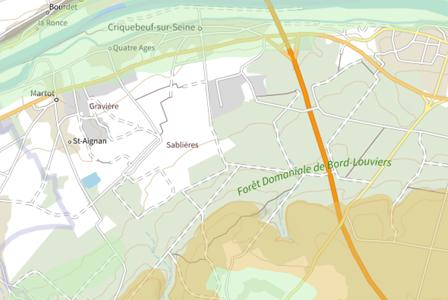 Bourdet
la Ronce
Criquebeuf-sur-Seine
Quatre Ages
Martot
Gravière
St-Aignan
Sablières
Forêt Domaniale de Bord-Louviers